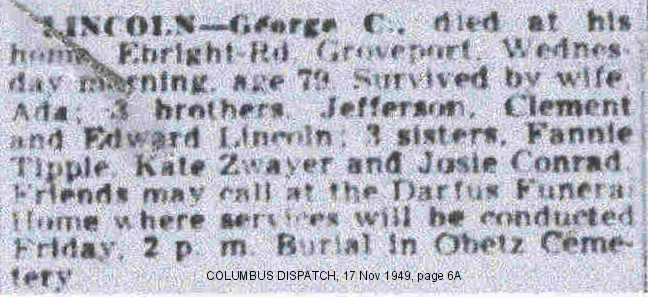 LINCOLN—George C., died at his
home, Ebright-Rd, Groveport, Wednes-
day morning, age 79. Survived by wife,
Ada; 3 brothers, Jefferson, Clement
and Edward Lincoln; 3 sisters, Fannie
Tipple, Kate Zwayer and Josie Conrad.
Friends may call at the Darfus Funeral
Home where services will be conducted
Friday, 2 p. m. Burial in Obetz Ceme-
tery
COLUMBUS DISPATCH, 17 Nov 1949, page 6A